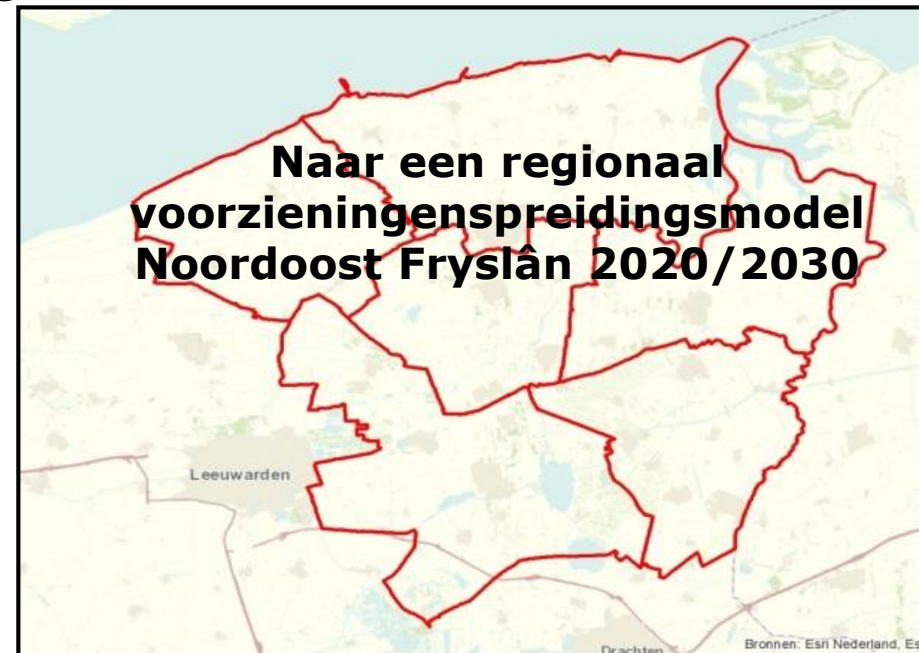 Naar een regionaal
voorzieningenspreidingsmodel
Noordoost Fryslân 2020/2030
Leeuwarden
Drachten
Bronnen: Esri Nederland, Es